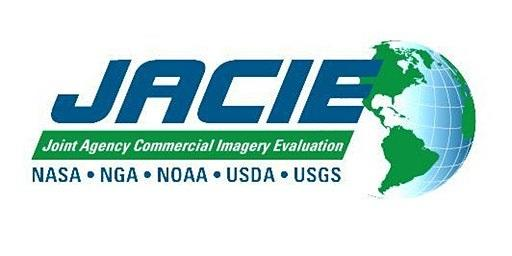 JACIE
Joint Agency Commercial Imagery Evaluation
NASA • NGA • NOAA • USDA • USGS